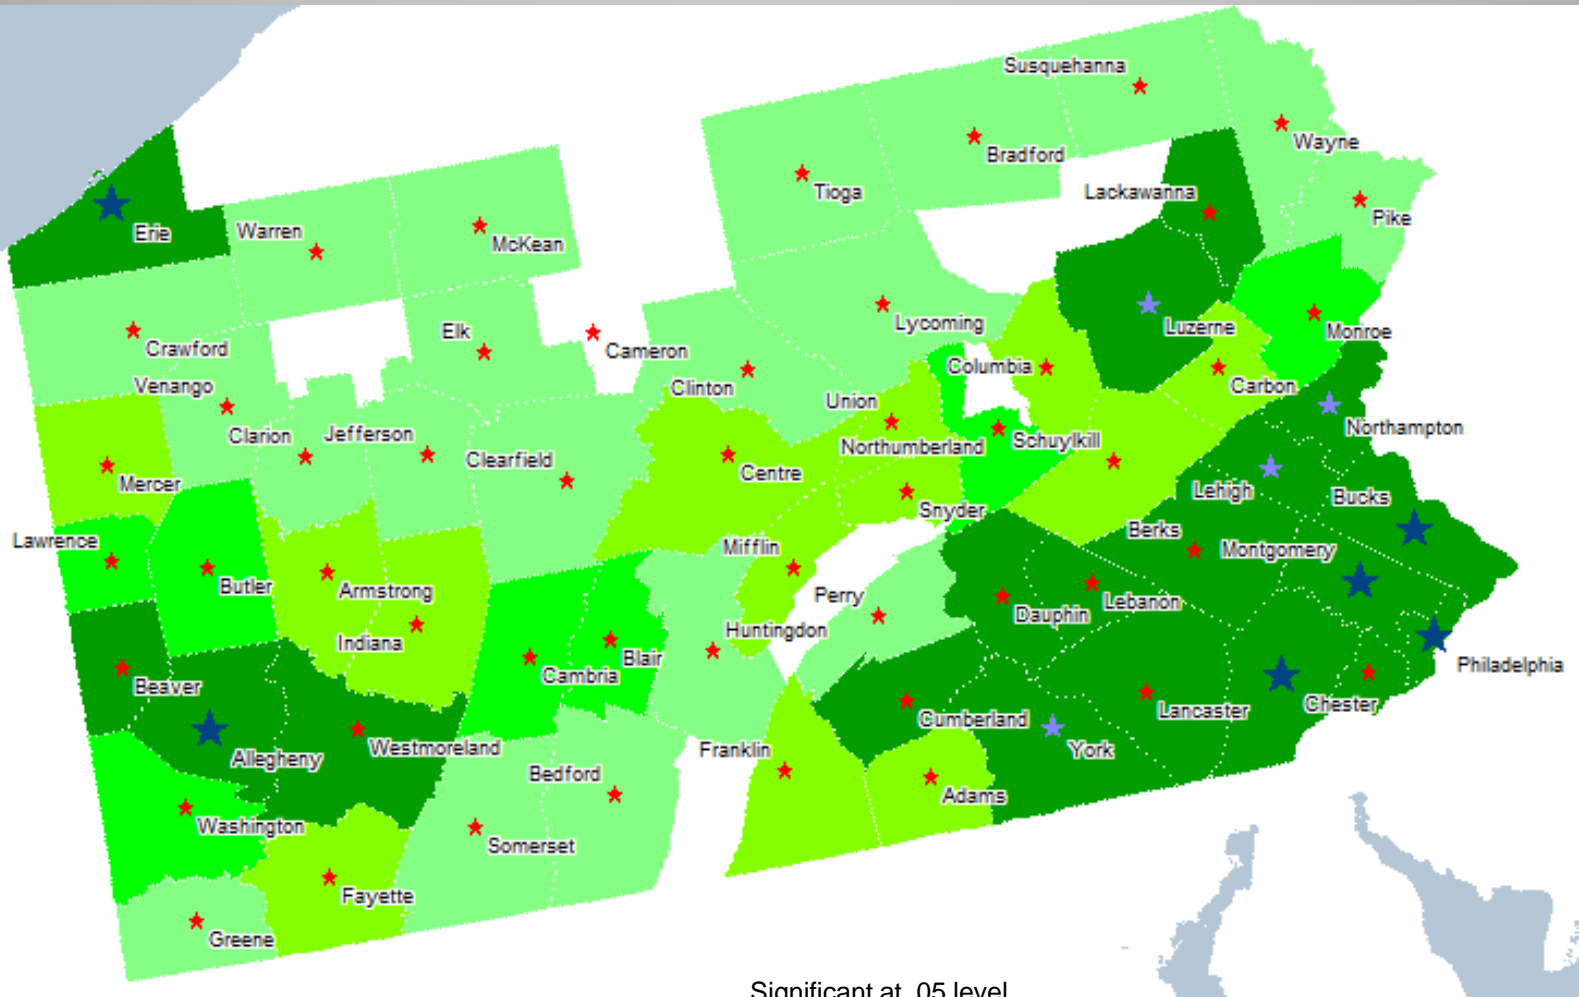 Susquehanna
Wayne
Bradford
Tioga
Lackawanna
Pike
Erie
Warren
McKean
Lycoming
Luzerne
Monroe
Crawford
Elk
Cameron
Columbia
Clinton
Carbon
Venango
Union
Northampton
Clarion
Jefferson
Northumberland
Schuylkill
Clearfield
Centre
Mercer
Lehigh
Bucks
Snyder
Berks
Lawrence
Mifflin
Montgomery
Butler
Armstrong
Perry
Lebanon
Dauphin
Huntingdon
Indiana
Blair
Philadelphia
Cambria
Beaver
Chester
Lancaster
Cumberland
Westmoreland
Franklin
York
Allegheny
Bedford
Adams
Washington
Somerset
Fayette
Greene
Significant at .05 level